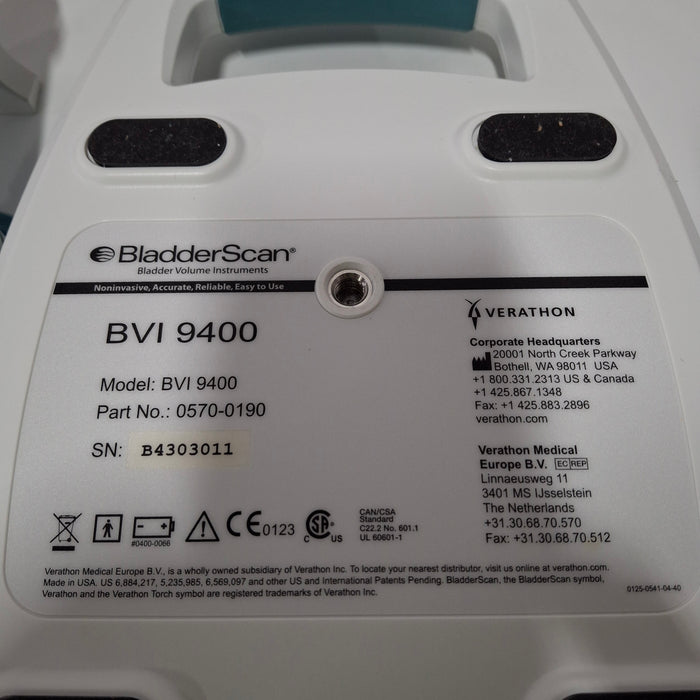 BladderScan®
Bladder Volume Instruments
Noninvasive, Accurate, Reliable, Easy to Use
BVI 9400
Model: BVI 9400
Part No.: 0570-0190
SN: B4303011
VERATHON
Corporate Headquarters
20001 North Creek Parkway
Bothell, WA 98011 USA
+1 800.331.2313 US & Canada
+1 425.867.1348
Fax: +1 425.883.2896
verathon.com
Verathon Medical
Europe B.V. EC REP
Linnaeusweg 11
3401 MS IJsselstein
The Netherlands
+31.30.68.70.570
Fax: +31.30.68.70.512
#0400-0066
CE0123
C SA US
CAN/CSA
Standard
C22.2 No. 601.1
UL 60601-1
Verathon Medical Europe B.V., is a wholly owned subsidiary of Verathon Inc. To locate your nearest distributor, visit us online at verathon.com.
Made in USA. US 6,884,217, 5,235,985, 6,569,097 and other US and International Patents Pending. BladderScan, the BladderScan symbol,
Verathon and the Verathon Torch symbol are registered trademarks of Verathon Inc.
0125-0541-04-40